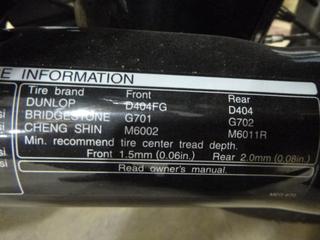 E INFORMATION
Tire brand Front Rear
DUNLOP D404FG D404
BRIDGESTONE G701 G702
CHENG SHIN M6002 M6011R
Min. recommend tire center tread depth.
Front 1.5mm (0.06in.) Rear 2.0mm (0.08in.)
Read owner's manual.